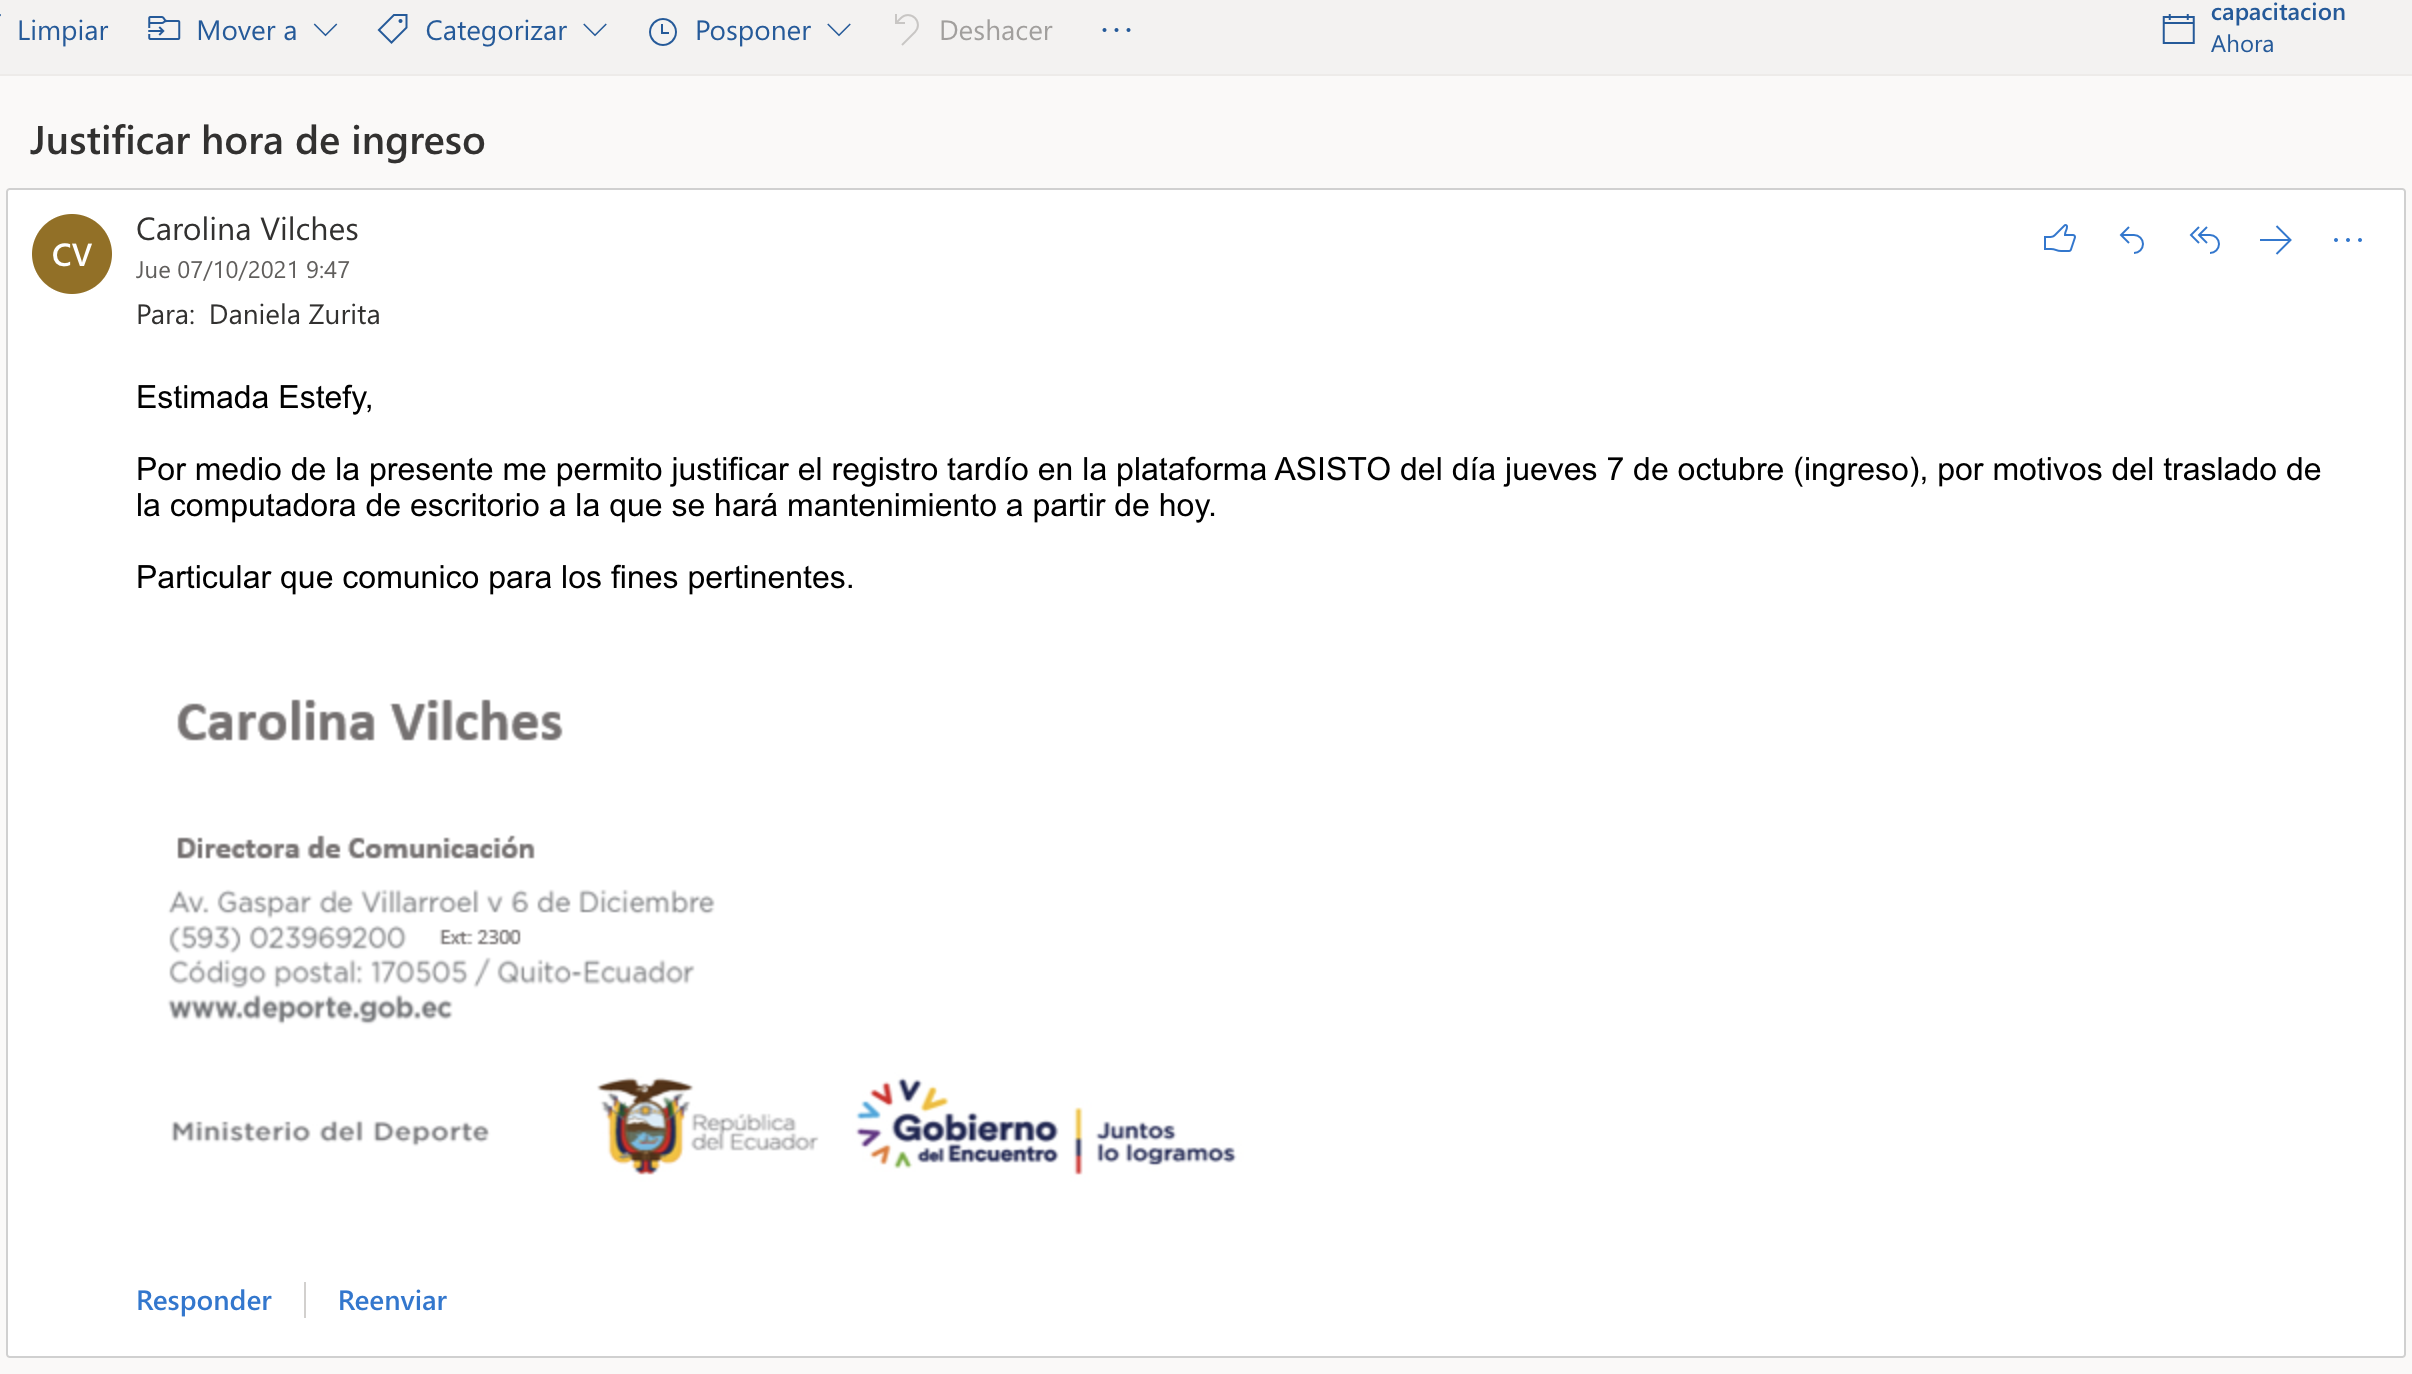 Limpiar Mover a Categorizar Posponer Deshacer ...
capacitacion
Ahora
Justificar hora de ingreso
CV
Carolina Vilches
Jue 07/10/2021 9:47
Para: Daniela Zurita
Estimada Estefy,
Por medio de la presente me permito justificar el registro tardío en la plataforma ASISTO del día jueves 7 de octubre (ingreso), por motivos del traslado de
la computadora de escritorio a la que se hará mantenimiento a partir de hoy.
Particular que comunico para los fines pertinentes.
Carolina Vilches
Directora de Comunicación
Av. Gaspar de Villarroel v 6 de Diciembre
(593) 023969200 Ext: 2300
Código postal: 170505 / Quito-Ecuador
www.deporte.gob.ec
Ministerio del Deporte
República
del Ecuador
Gobierno
del Encuentro
Juntos
lo logramos
Responder Reenviar